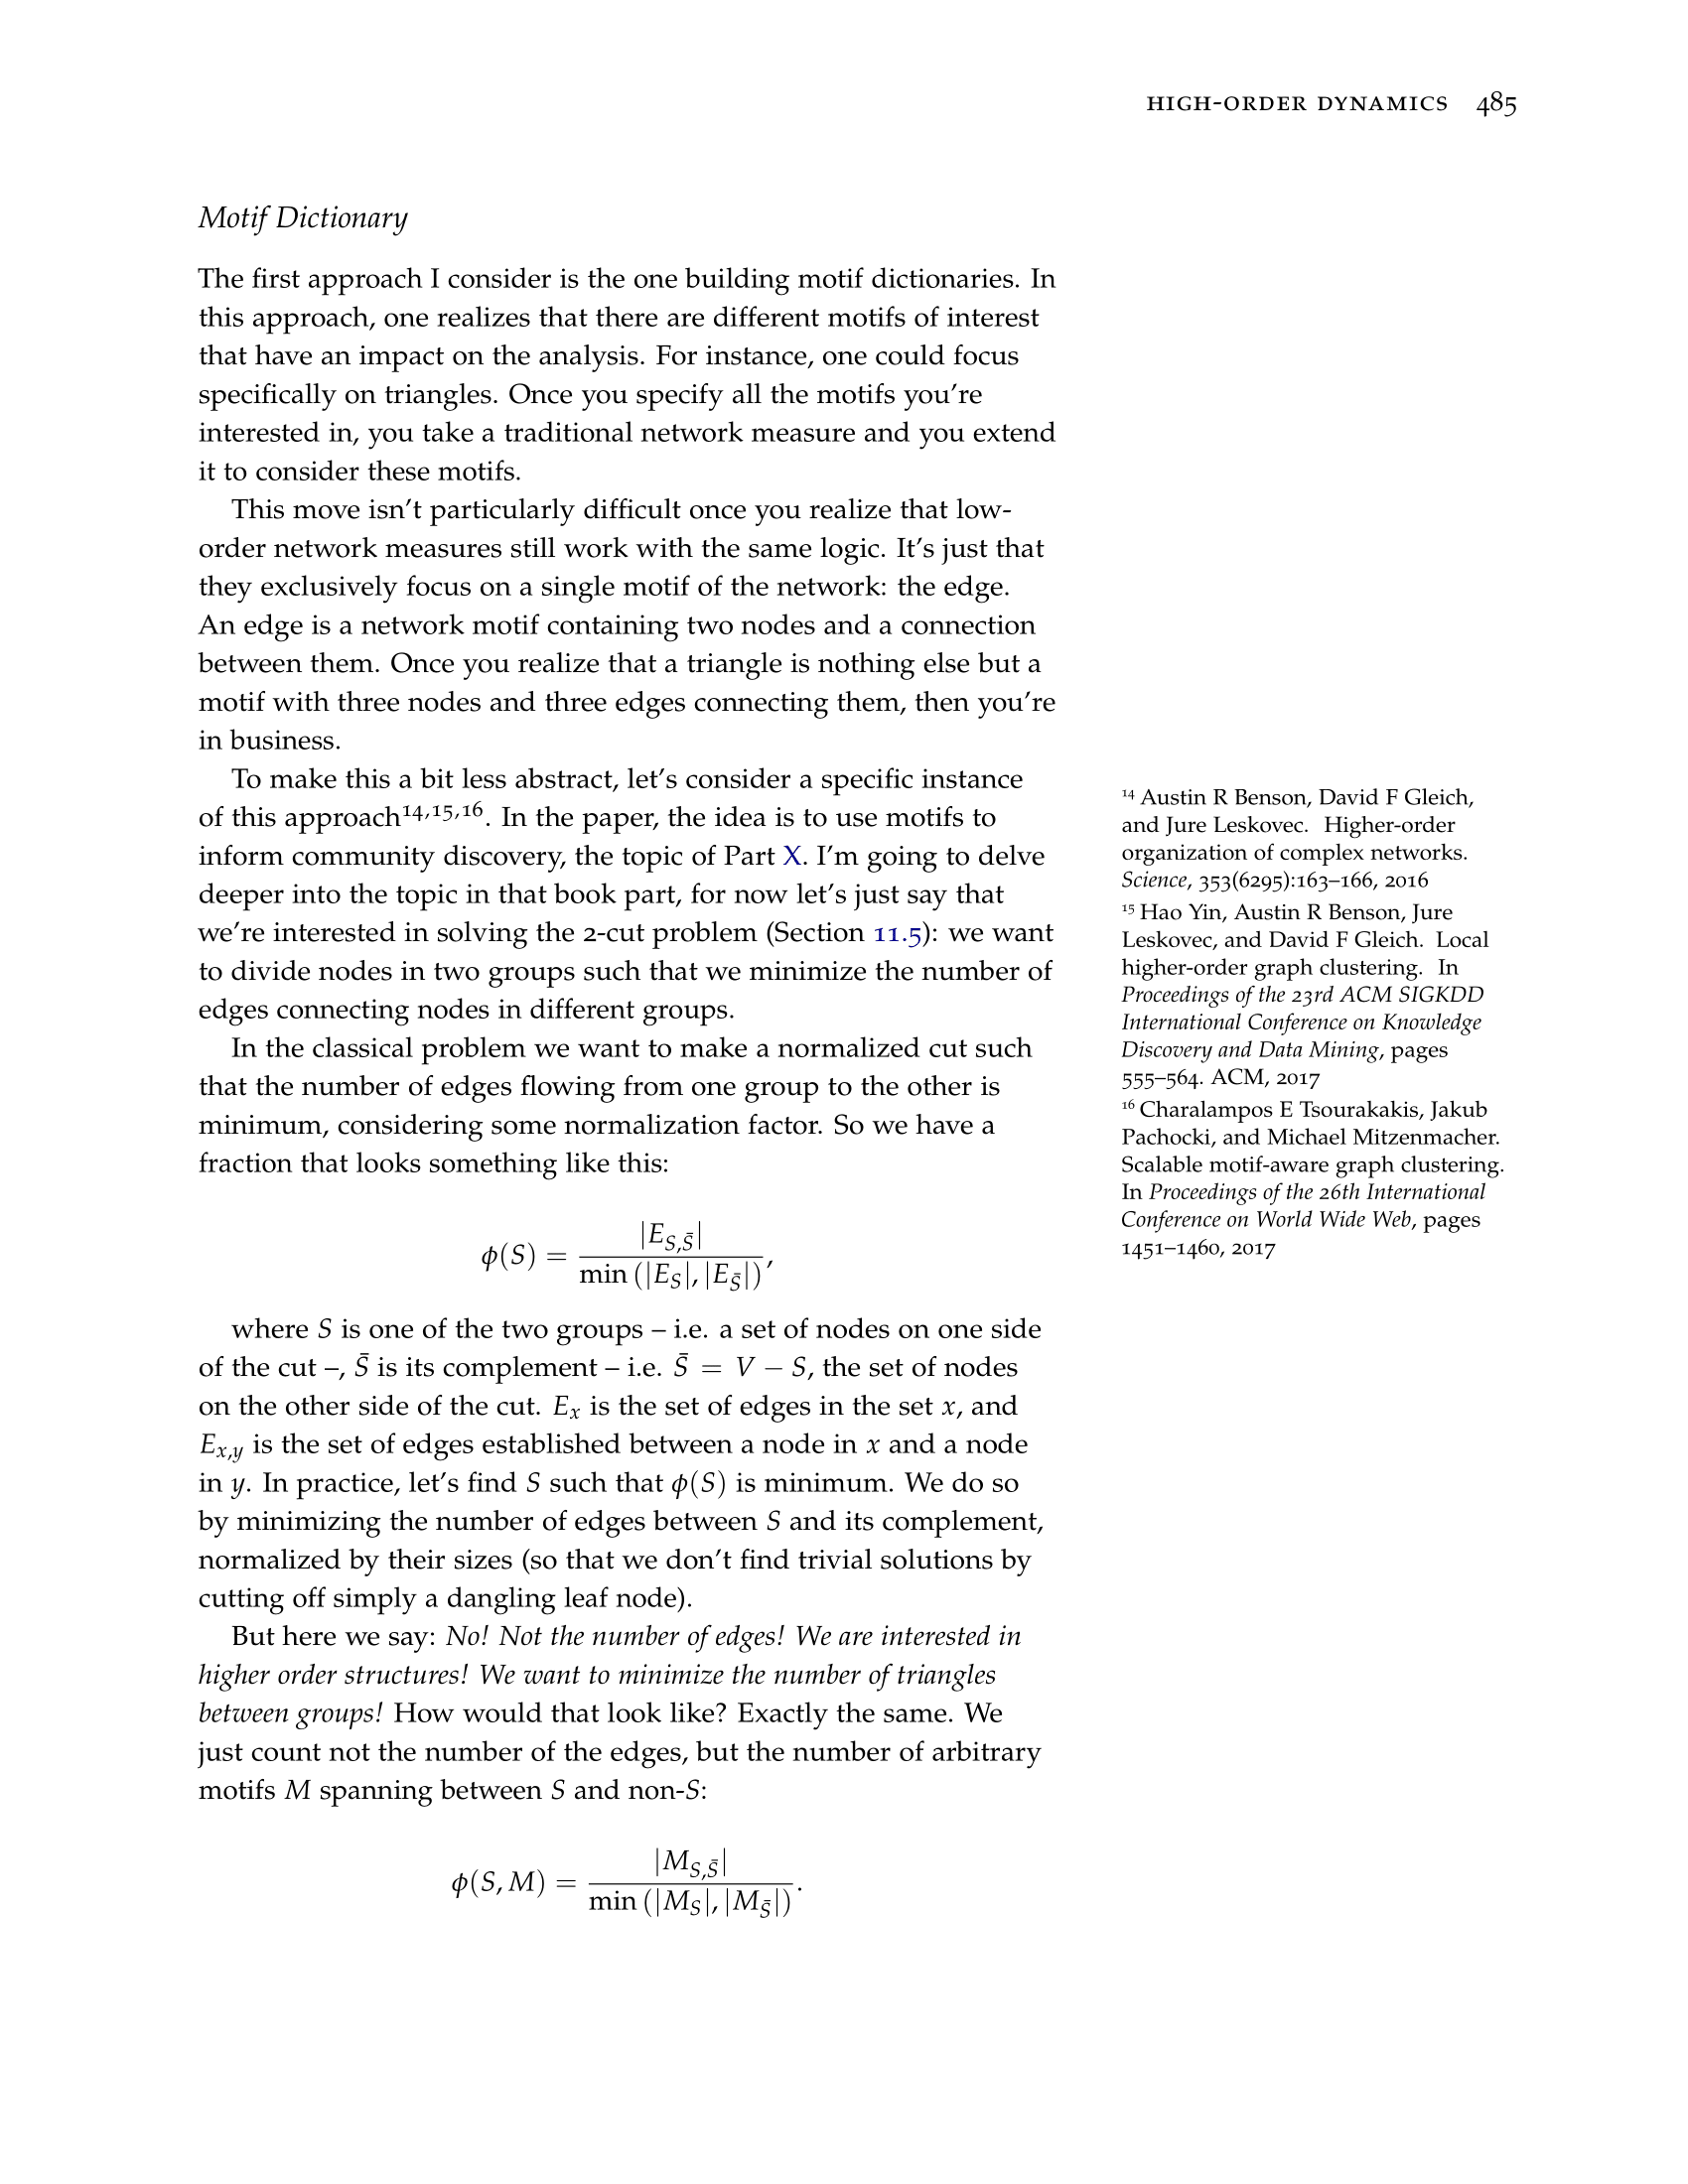 HIGH-ORDER DYNAMICS 485
Motif Dictionary
The first approach I consider is the one building motif dictionaries. In
this approach, one realizes that there are different motifs of interest
that have an impact on the analysis. For instance, one could focus
specifically on triangles. Once you specify all the motifs you're
interested in, you take a traditional network measure and you extend
it to consider these motifs.
This move isn't particularly difficult once you realize that low-
order network measures still work with the same logic. It's just that
they exclusively focus on a single motif of the network: the edge.
An edge is a network motif containing two nodes and a connection
between them. Once you realize that a triangle is nothing else but a
motif with three nodes and three edges connecting them, then you're
in business.
To make this a bit less abstract, let's consider a specific instance
of this approach14,15,16. In the paper, the idea is to use motifs to
inform community discovery, the topic of Part X. I'm going to delve
deeper into the topic in that book part, for now let's just say that
we're interested in solving the 2-cut problem (Section 11.5): we want
to divide nodes in two groups such that we minimize the number of
edges connecting nodes in different groups.
In the classical problem we want to make a normalized cut such
that the number of edges flowing from one group to the other is
minimum, considering some normalization factor. So we have a
fraction that looks something like this:
ϕ(S) = |E_{S,S̄}| / min (|E_S|, |E_S̄|),
where S is one of the two groups – i.e. a set of nodes on one side
of the cut –, S̄ is its complement – i.e. S̄ = V − S, the set of nodes
on the other side of the cut. E_x is the set of edges in the set x, and
E_{x,y} is the set of edges established between a node in x and a node
in y. In practice, let's find S such that ϕ(S) is minimum. We do so
by minimizing the number of edges between S and its complement,
normalized by their sizes (so that we don't find trivial solutions by
cutting off simply a dangling leaf node).
But here we say: No! Not the number of edges! We are interested in
higher order structures! We want to minimize the number of triangles
between groups! How would that look like? Exactly the same. We
just count not the number of the edges, but the number of arbitrary
motifs M spanning between S and non-S:
ϕ(S, M) = |M_{S,S̄}| / min (|M_S|, |M_S̄|).
14 Austin R Benson, David F Gleich,
and Jure Leskovec. Higher-order
organization of complex networks.
Science, 353(6295):163–166, 2016
15 Hao Yin, Austin R Benson, Jure
Leskovec, and David F Gleich. Local
higher-order graph clustering. In
Proceedings of the 23rd ACM SIGKDD
International Conference on Knowledge
Discovery and Data Mining, pages
555–564. ACM, 2017
16 Charalampos E Tsourakakis, Jakub
Pachocki, and Michael Mitzenmacher.
Scalable motif-aware graph clustering.
In Proceedings of the 26th International
Conference on World Wide Web, pages
1451–1460, 2017